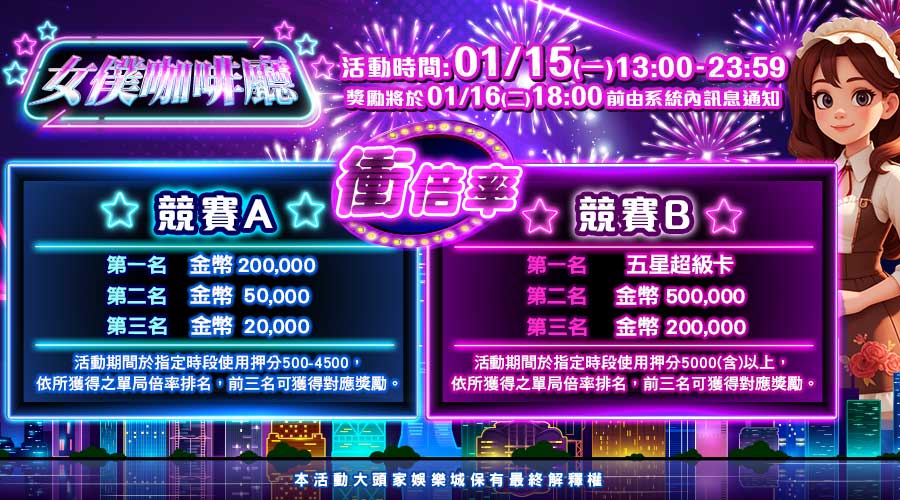 女僕咖啡廳
活動時間:01/15(一)13:00-23:59
獎勵將於01/16(二)18:00前由系統內訊息通知
衝倍率
競賽A
第一名 金幣 200,000
第二名 金幣 50,000
第三名 金幣 20,000
活動期間於指定時段使用押分500-4500，
依所獲得之單局倍率排名，前三名可獲得對應獎勵。
競賽B
第一名 五星超級卡
第二名 金幣 500,000
第三名 金幣 200,000
活動期間於指定時段使用押分5000(含)以上，
依所獲得之單局倍率排名，前三名可獲得對應獎勵。
本活動大頭家娛樂城保有最終解釋權